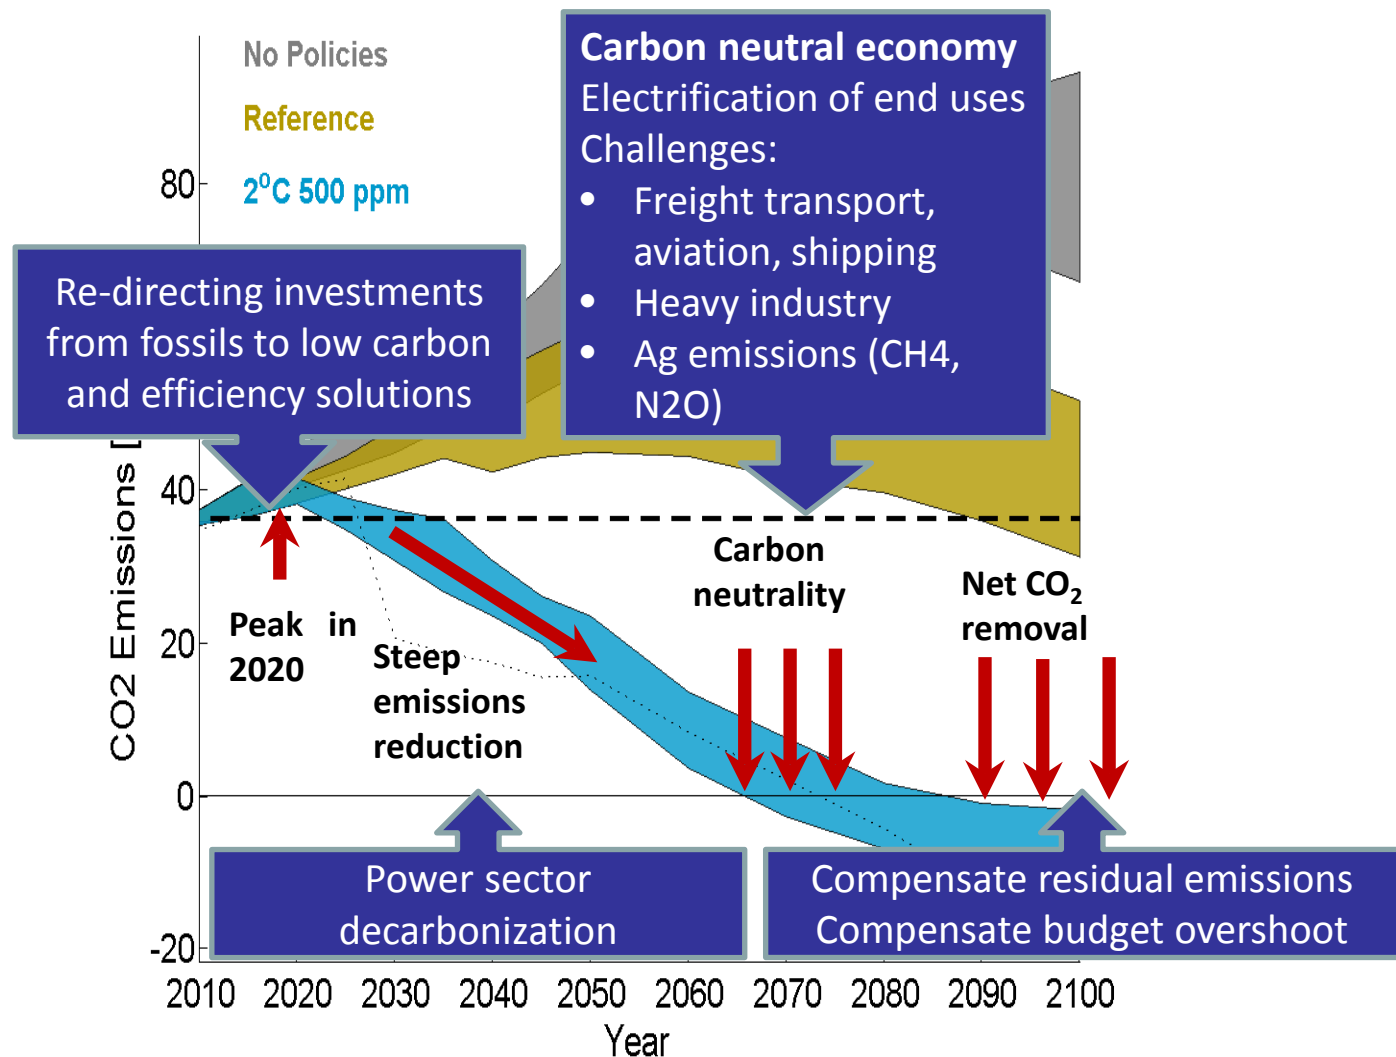 No Policies
Reference
2⁰C 500 ppm
Carbon neutral economy
Electrification of end uses
Challenges:
• Freight transport,
aviation, shipping
• Heavy industry
• Ag emissions (CH4,
N2O)
Re-directing investments
from fossils to low carbon
and efficiency solutions
80
40
20
0
-20
CO2 Emissions [
Peak in
2020
Steep
emissions
reduction
Carbon
neutrality
Net CO₂
removal
Power sector
decarbonization
Compensate residual emissions
Compensate budget overshoot
2010 2020 2030 2040 2050 2060 2070 2080 2090 2100
Year